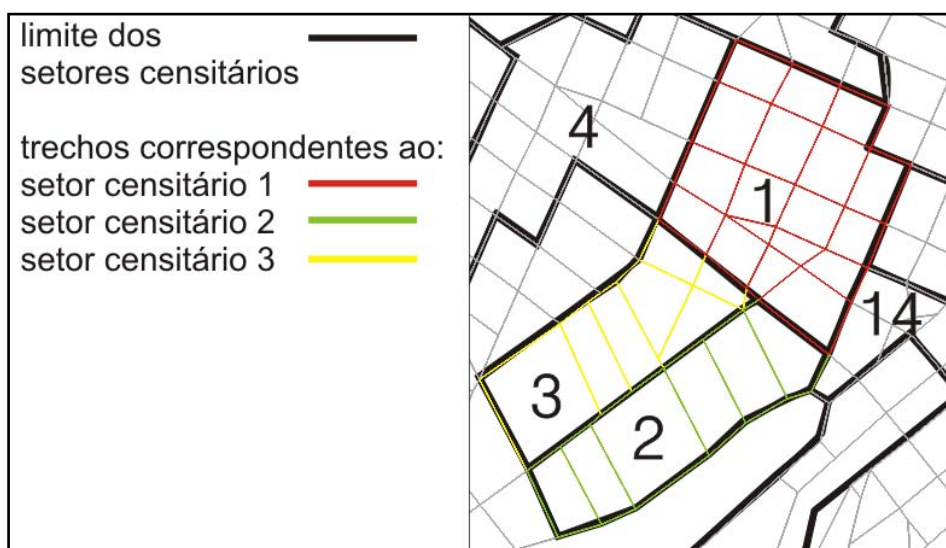 limite dos
setores censitários
trechos correspondentes ao:
setor censitário 1
setor censitário 2
setor censitário 3
4
1
14
3
2